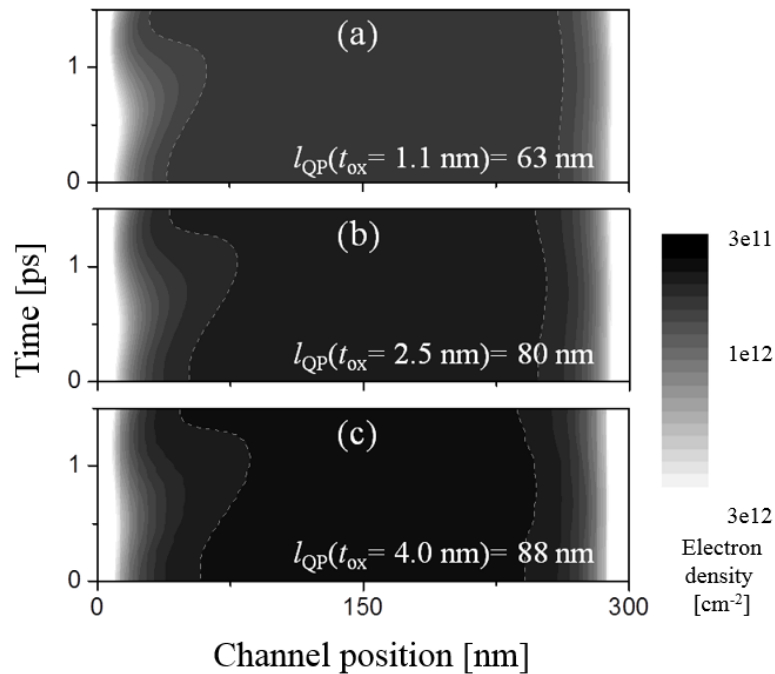 (a)
1
l_QP(t_ox= 1.1 nm)= 63 nm
0
(b)
1
l_QP(t_ox= 2.5 nm)= 80 nm
0
(c)
1
l_QP(t_ox= 4.0 nm)= 88 nm
0
0
150
300
Time [ps]
Channel position [nm]
3e11
1e12
3e12
Electron
density
[cm⁻²]